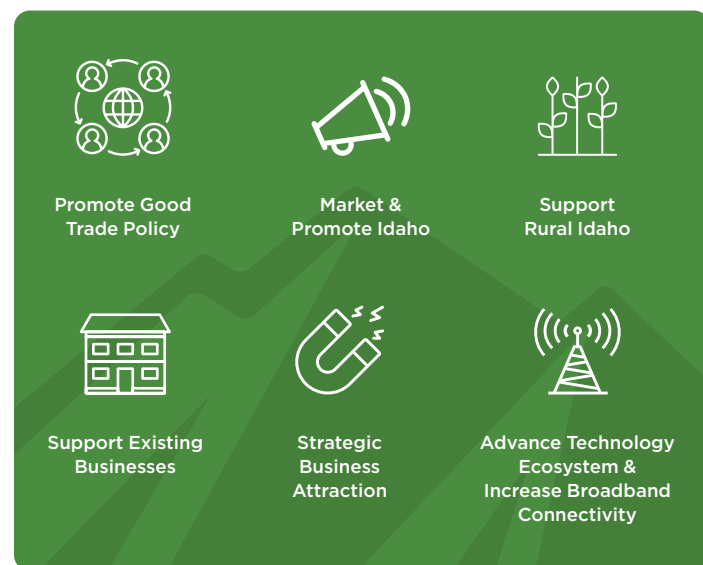 Promote Good
Trade Policy
Market &
Promote Idaho
Support
Rural Idaho
Support Existing
Businesses
Strategic
Business
Attraction
Advance Technology
Ecosystem &
Increase Broadband
Connectivity